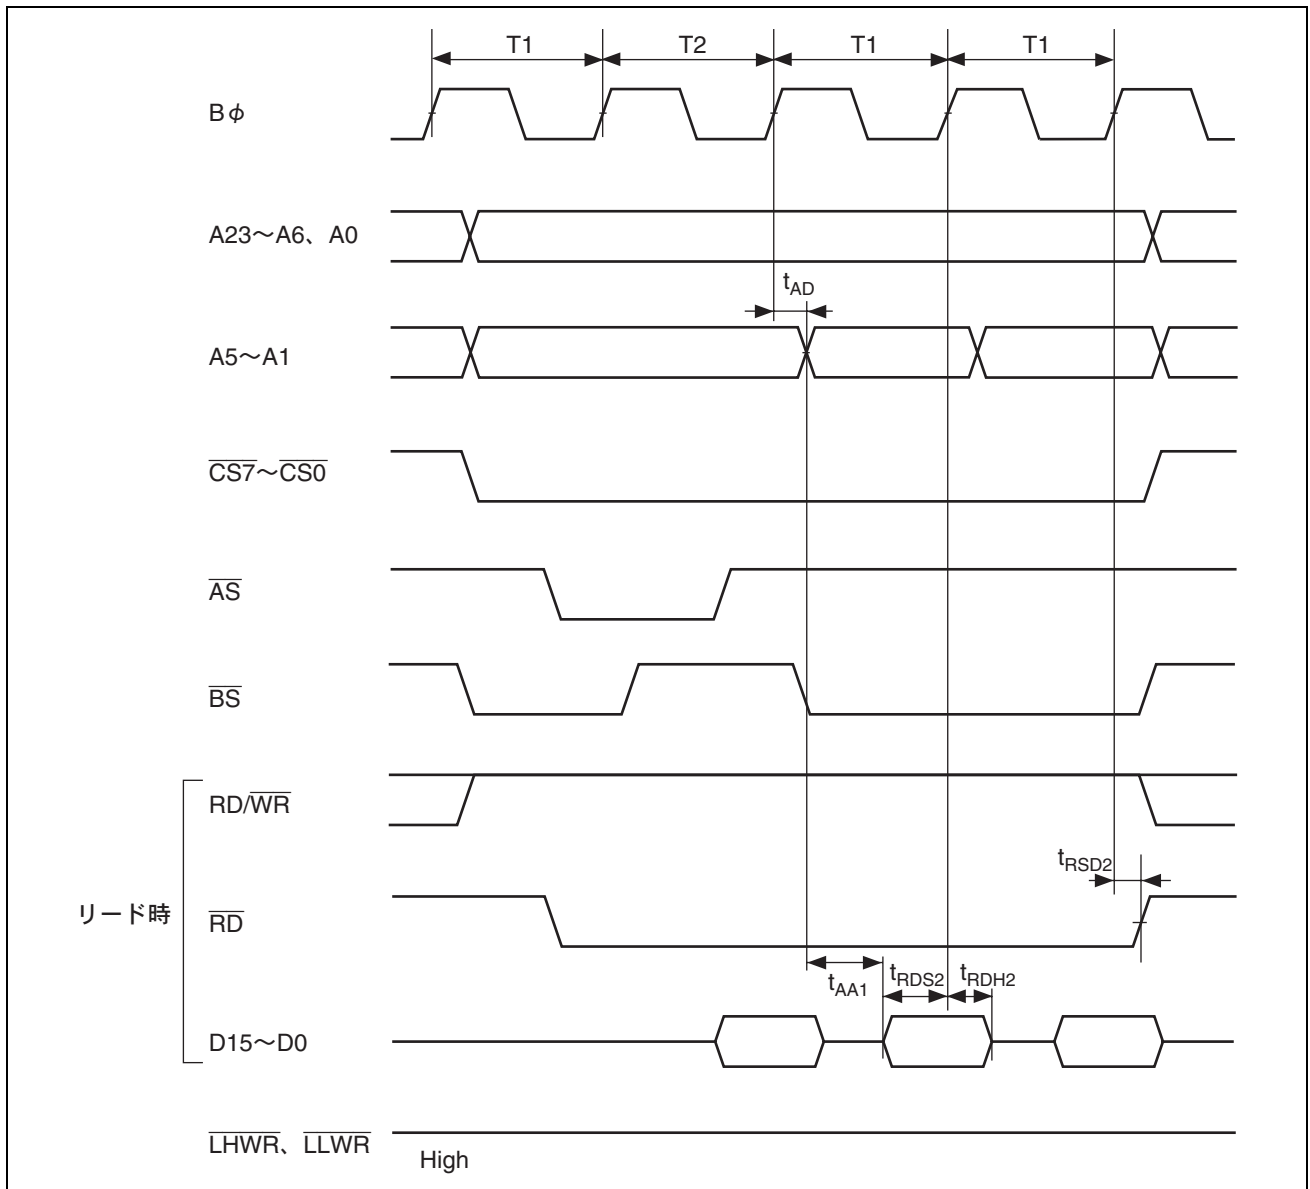 T1 T2 T1 T1
Bφ
A23～A6、A0
tAD
A5～A1
CS7～CS0
AS
BS
RD/WR
tRSD2
リード時
RD
tAA1 tRDS2 tRDH2
D15～D0
LHWR、LLWR
High